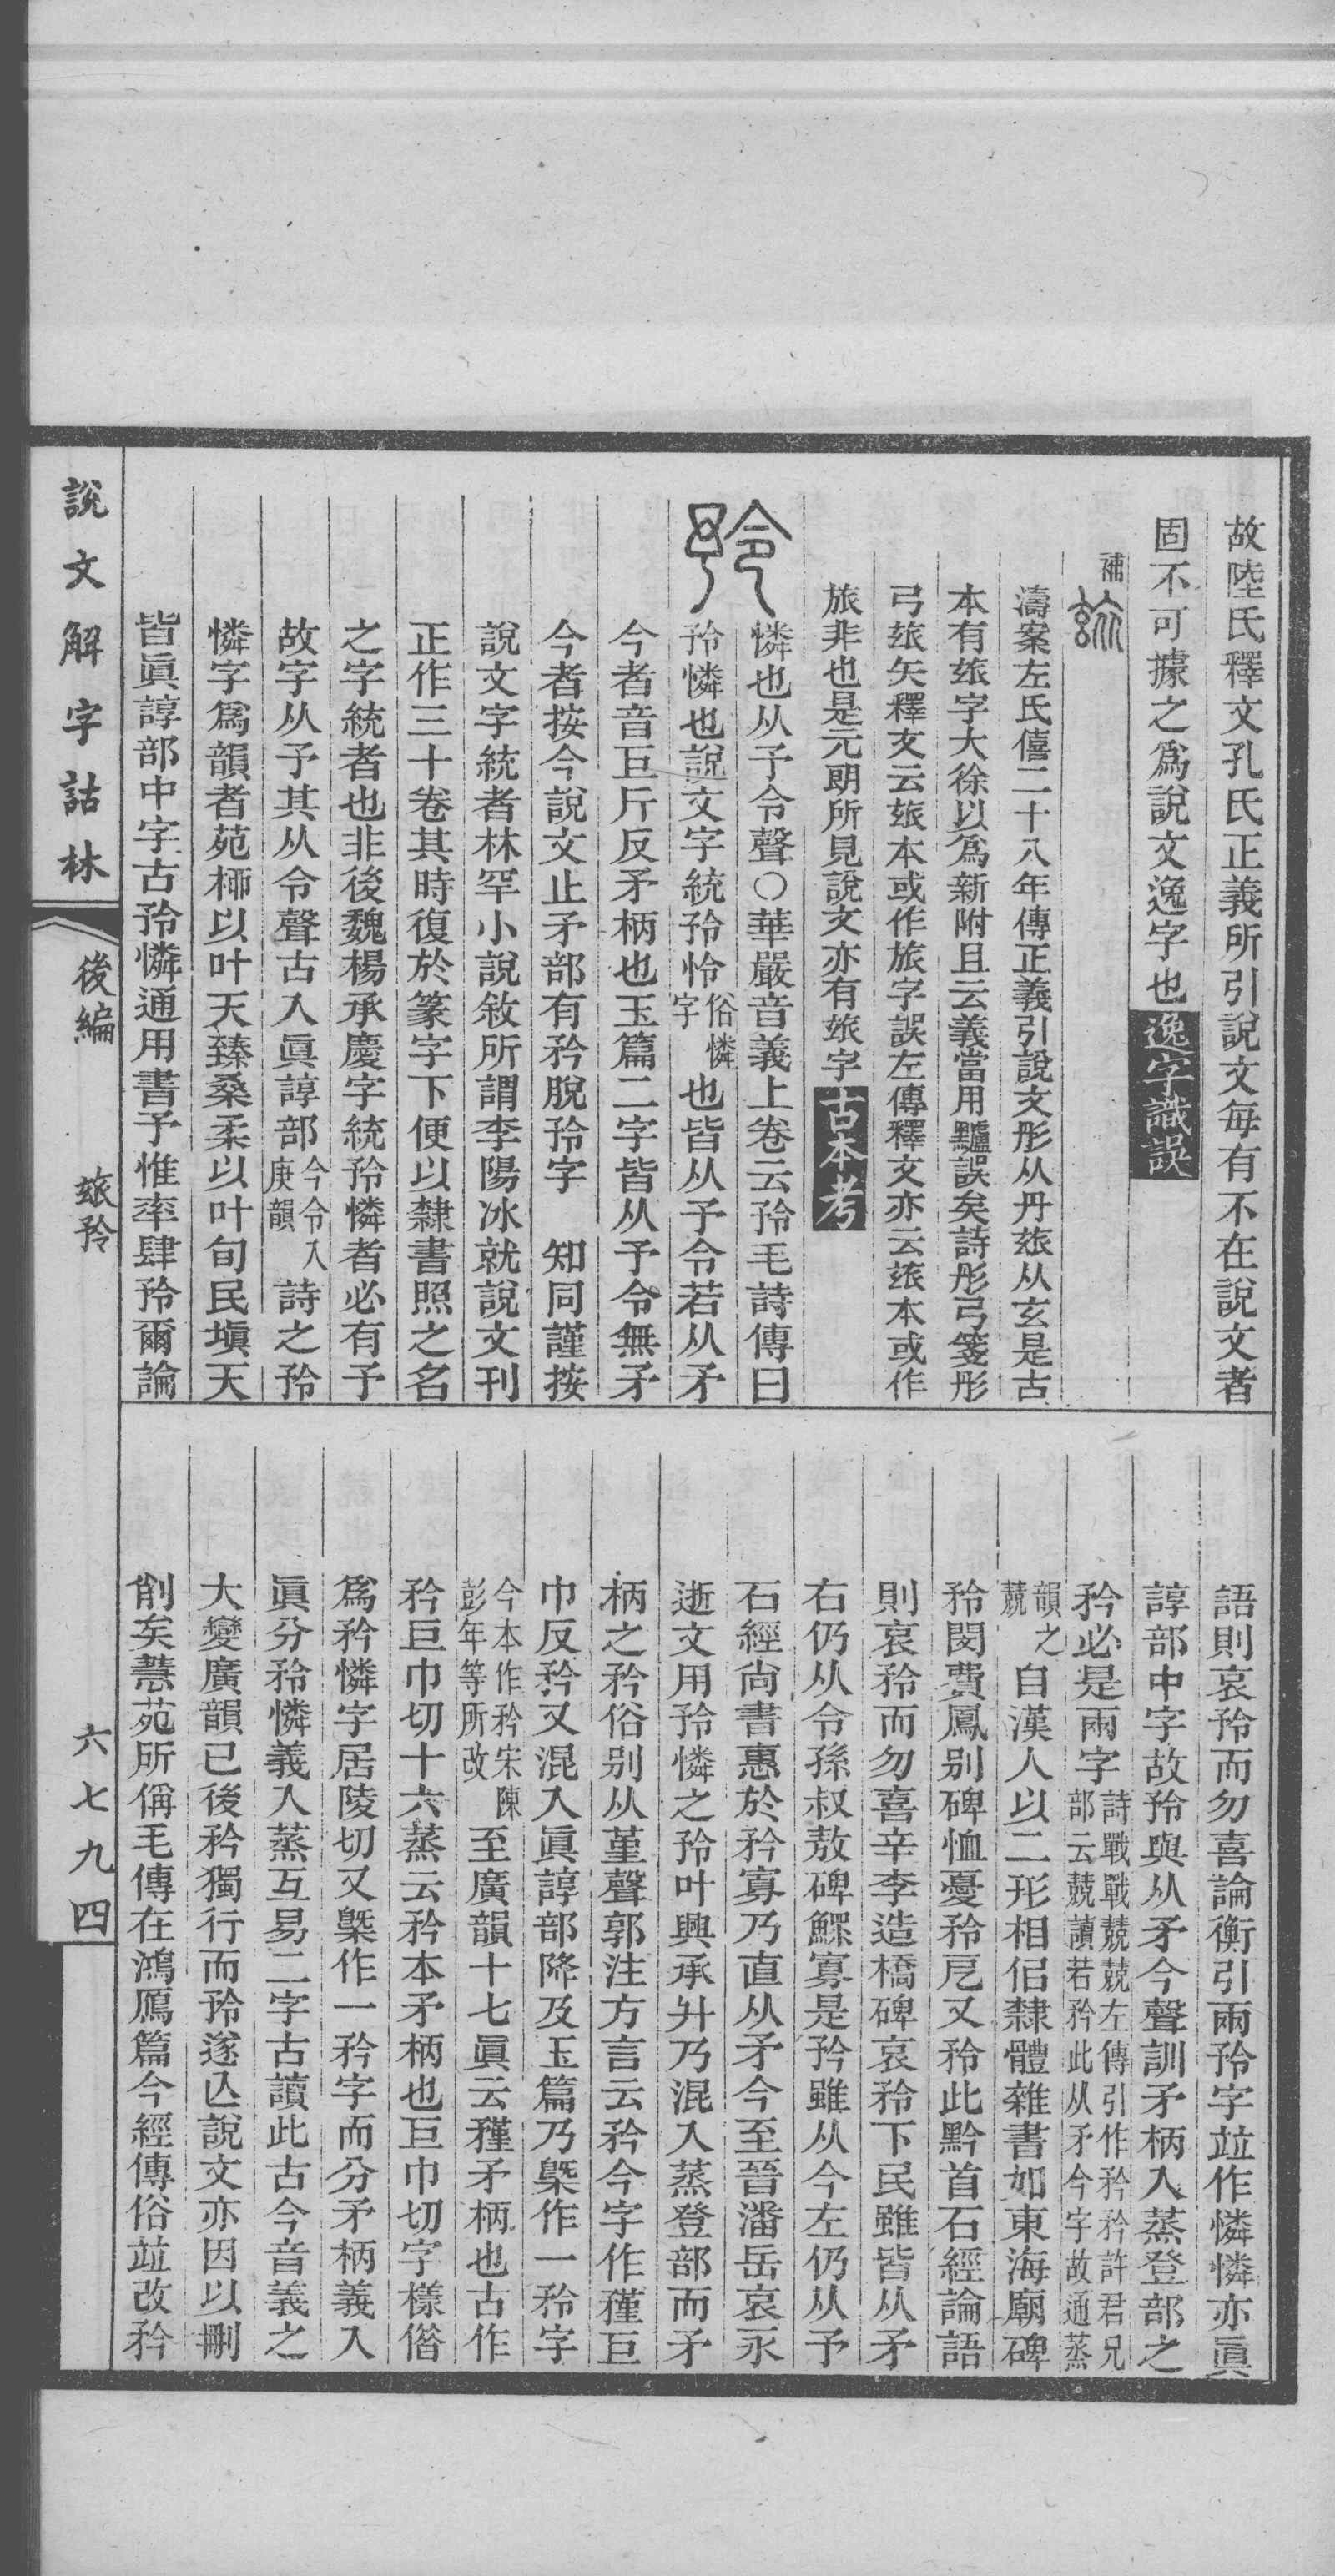 故陸氏釋文孔氏正義所引說文每有不在說文者
固不可據之爲說文逸字也逸字識誤
補
濤案左氏僖二十八年傳正義引說文彤从丹玈从玄是古
本有玈字大徐以爲新附且云義當用黸誤矣詩彤弓箋彤
弓玈矢釋文云玈本或作旅字誤左傳釋文亦云玈本或作
旅非也是元朗所見說文亦有玈字古本考
憐也从予令聲○華嚴音義上卷云矜毛詩傳曰
矜憐也說文字統矜怜俗憐字也皆从予令若从矛
今者音巨斤反矛柄也玉篇二字皆从予令無矛
今者按今說文止矛部有矜脫矜字　知同謹按
說文字統者林罕小說敘所謂李陽冰就說文刊
正作三十卷其時復於篆字下便以隸書照之名
之字統者也非後魏楊承慶字統矜憐者必有予
故字从予其从令聲古入眞諄部今令入庚韻詩之矜
憐字爲韻者苑桺以叶天臻桑柔以叶旬民塡天
皆眞諄部中字古矜憐通用書予惟率肆矜爾論
語則哀矜而勿喜論衡引兩矜字竝作憐憐亦眞
諄部中字故矜與从矛今聲訓矛柄入蒸登部之
矜必是兩字詩戰戰兢兢左傳引作矜矜許君兄部云兢讀若矜此从矛今字故通蒸
韻之兢自漢人以二形相侣隸體雜書如東海廟碑
矜閔費鳳別碑恤憂矜戹又矜此黔首石經論語
則哀矜而勿喜辛李造橋碑哀矜下民雖皆从矛
右仍从令孫叔敖碑鰥寡是矜雖从今左仍从予
石經尙書惠於矜寡乃直从矛今至晉潘岳哀永
逝文用矜憐之矜叶興承升乃混入蒸登部而矛
柄之矜俗別从堇聲郭注方言云矜今字作䅺巨
巾反矜又混入眞諄部降及玉篇乃槩作一矜字
今本作矜宋陳彭年等所改至廣韻十七眞云䅺矛柄也古作
矜巨巾切十六蒸云矜本矛柄也巨巾切字樣偺
爲矜憐字居陵切又槩作一矜字而分矛柄義入
眞分矜憐義入蒸互易二字古讀此古今音義之
大變廣韻已後矜獨行而矜遂亾說文亦因以刪
削矣慧苑所偁毛傳在鴻鴈篇今經傳俗竝改矜
說文解字詁林
後編
玈矜
六七九四